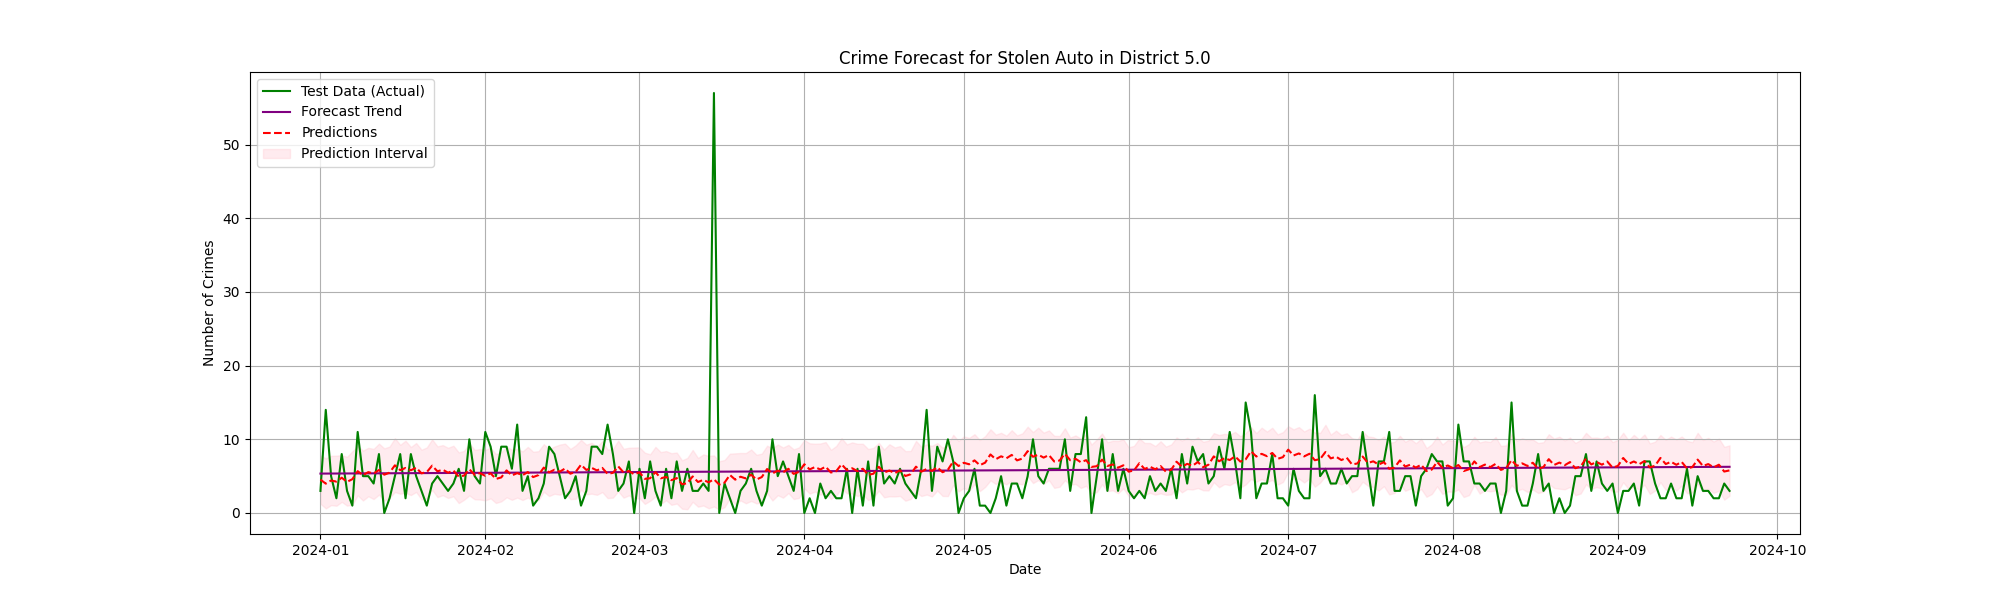 Crime Forecast for Stolen Auto in District 5.0
Test Data (Actual)
Forecast Trend
Predictions
Prediction Interval
Number of Crimes
50
40
30
20
10
0
2024-01 2024-02 2024-03 2024-04 2024-05 2024-06 2024-07 2024-08 2024-09 2024-10
Date